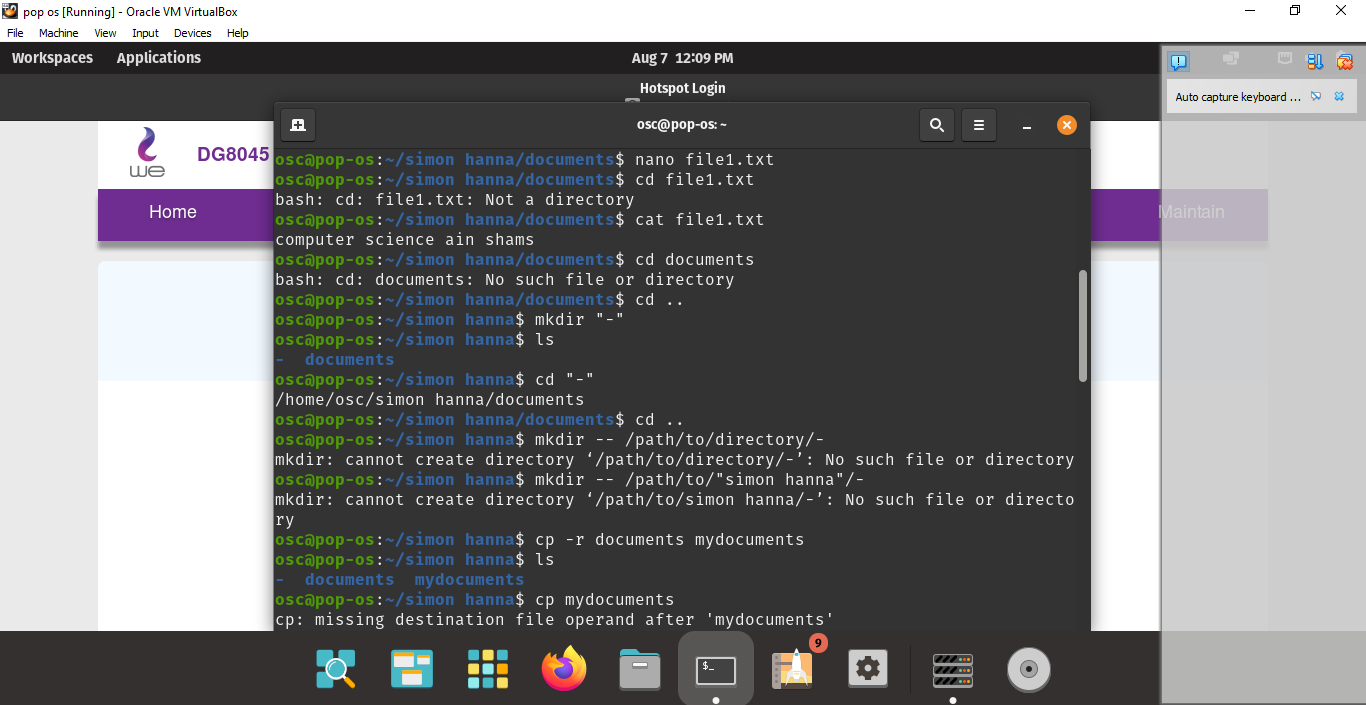 pop os [Running] - Oracle VM VirtualBox
File Machine View Input Devices Help
Workspaces Applications Aug 7 12:09 PM
Hotspot Login
Auto capture keyboard ...
osc@pop-os: ~
we
DG8045
Home
Maintain
osc@pop-os:~/simon hanna/documents$ nano file1.txt
osc@pop-os:~/simon hanna/documents$ cd file1.txt
bash: cd: file1.txt: Not a directory
osc@pop-os:~/simon hanna/documents$ cat file1.txt
computer science ain shams
osc@pop-os:~/simon hanna/documents$ cd documents
bash: cd: documents: No such file or directory
osc@pop-os:~/simon hanna/documents$ cd ..
osc@pop-os:~/simon hanna$ mkdir "-"
osc@pop-os:~/simon hanna$ ls
- documents
osc@pop-os:~/simon hanna$ cd "-"
/home/osc/simon hanna/documents
osc@pop-os:~/simon hanna/documents$ cd ..
osc@pop-os:~/simon hanna$ mkdir -- /path/to/directory/-
mkdir: cannot create directory ‘/path/to/directory/-’: No such file or directory
osc@pop-os:~/simon hanna$ mkdir -- /path/to/"simon hanna"/-
mkdir: cannot create directory ‘/path/to/simon hanna/-’: No such file or directo
ry
osc@pop-os:~/simon hanna$ cp -r documents mydocuments
osc@pop-os:~/simon hanna$ ls
- documents mydocuments
osc@pop-os:~/simon hanna$ cp mydocuments
cp: missing destination file operand after 'mydocuments'
$_
9